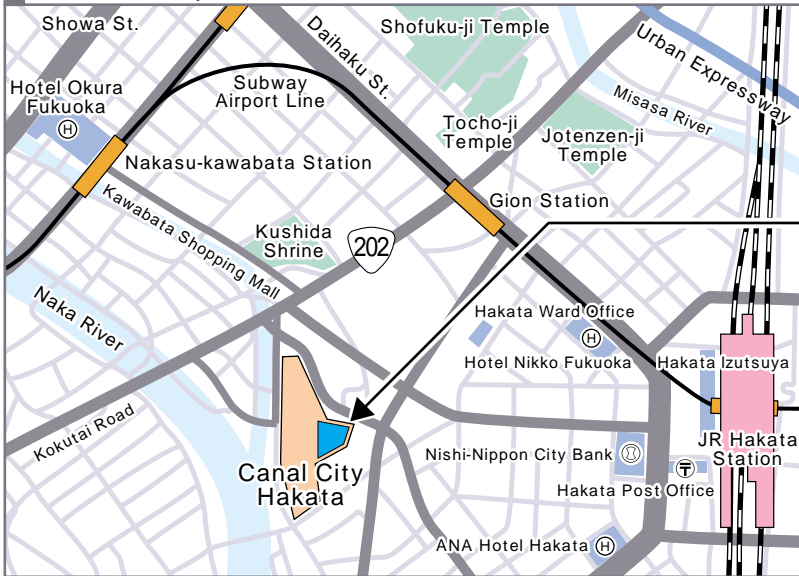 Showa St.
Daihaku St.
Shofuku-ji Temple
Urban Expressway
Hotel Okura
Fukuoka
H
Subway
Airport Line
Misasa River
Tocho-ji
Temple
Jotenzen-ji
Temple
Nakasu-kawabata Station
Gion Station
Kawabata Shopping Mall
Kushida
Shrine
202
Naka River
Hakata Ward Office
H
Hotel Nikko Fukuoka
Hakata Izutsuya
Kokutai Road
JR Hakata
Station
Nishi-Nippon City Bank
Canal City
Hakata
Hakata Post Office
〒
ANA Hotel Hakata
H